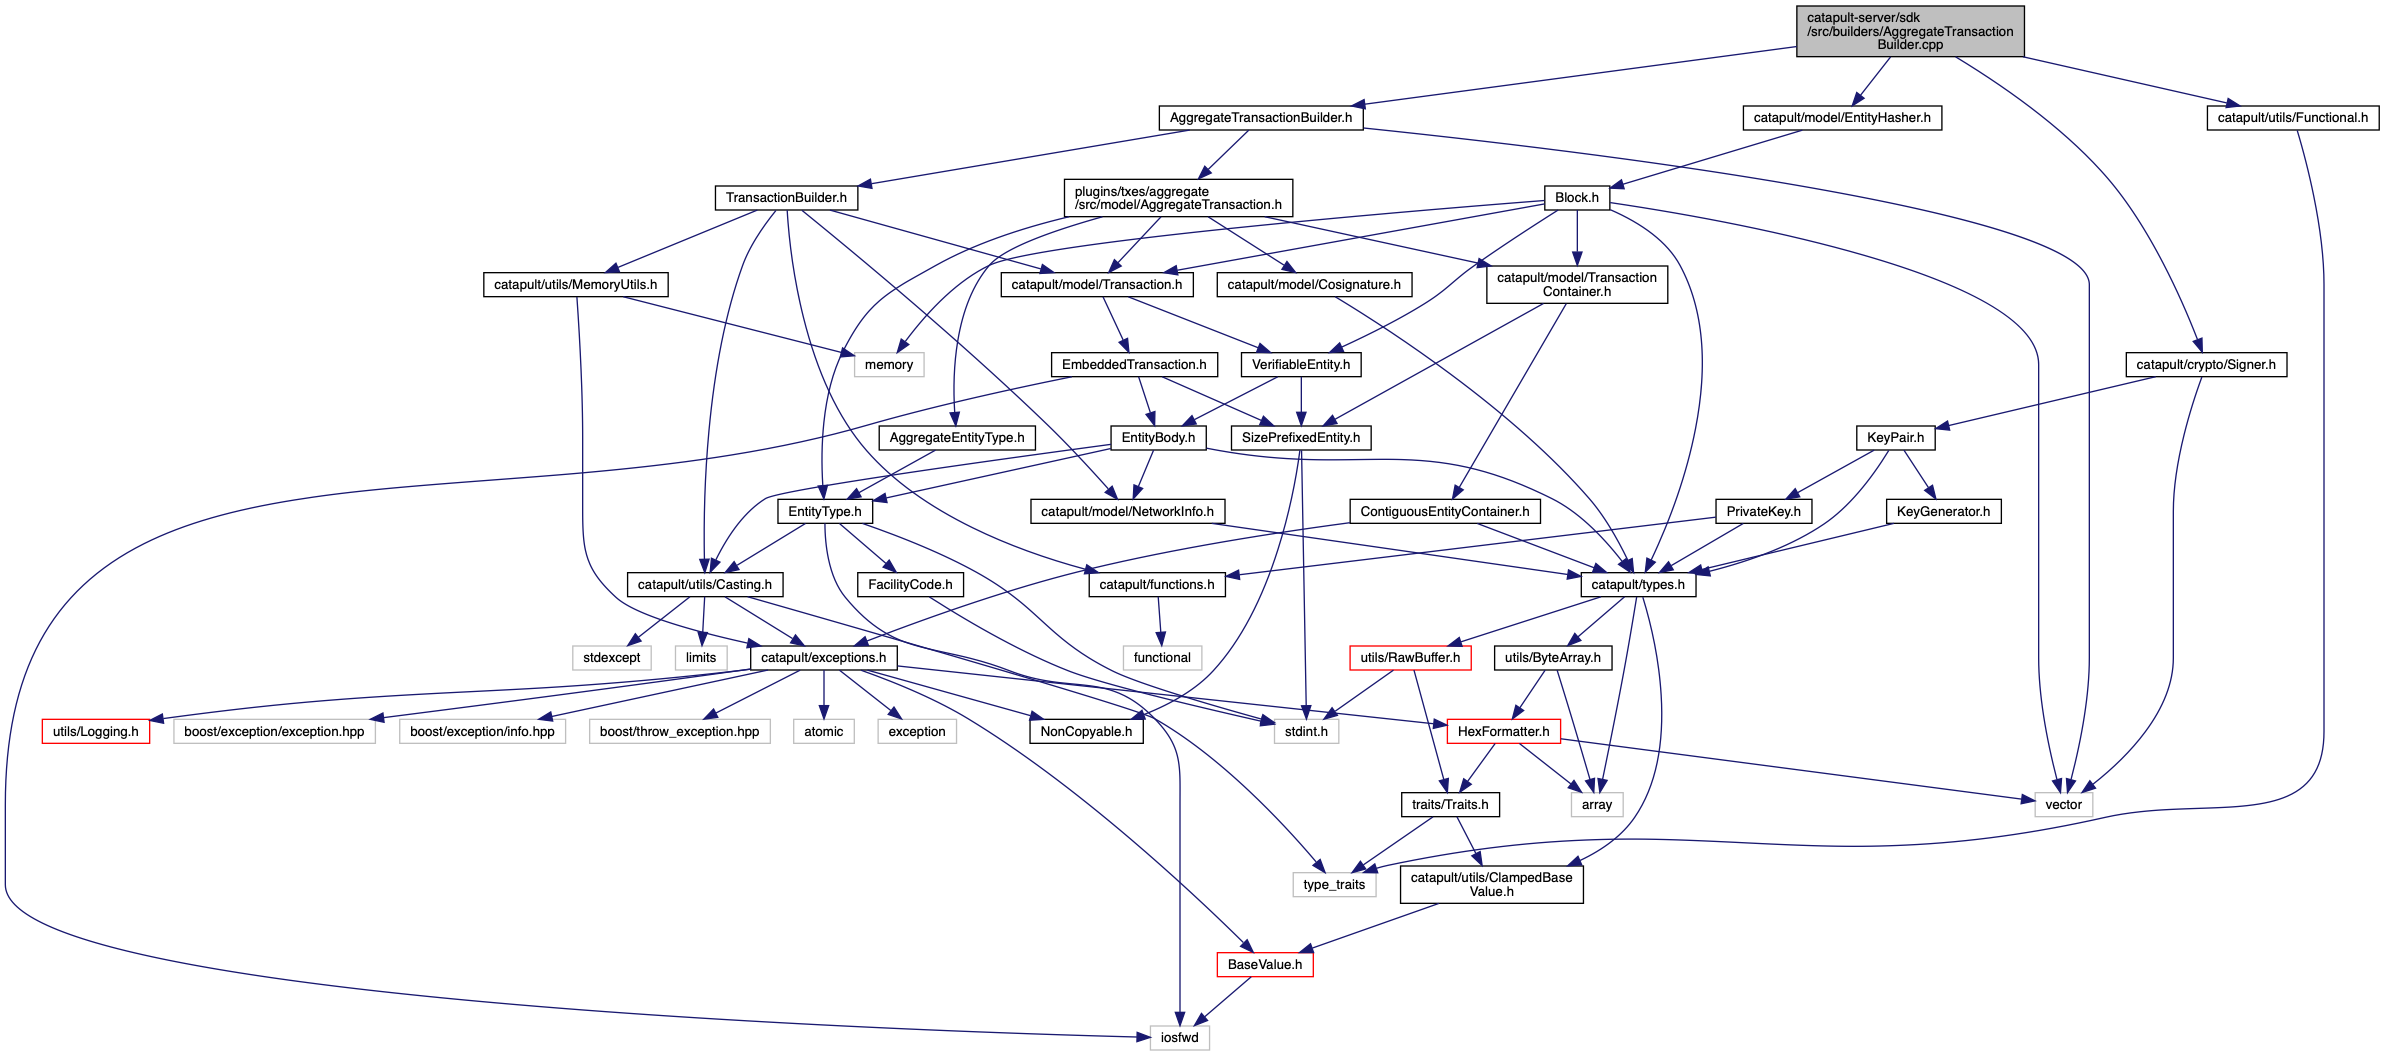 catapult-server/sdk
/src/builders/AggregateTransaction
Builder.cpp
AggregateTransactionBuilder.h
catapult/model/EntityHasher.h
catapult/utils/Functional.h
TransactionBuilder.h
plugins/txes/aggregate
/src/model/AggregateTransaction.h
Block.h
catapult/utils/MemoryUtils.h
catapult/model/Transaction.h
catapult/model/Cosignature.h
catapult/model/Transaction
Container.h
memory
EmbeddedTransaction.h
VerifiableEntity.h
catapult/crypto/Signer.h
AggregateEntityType.h
EntityBody.h
SizePrefixedEntity.h
KeyPair.h
EntityType.h
catapult/model/NetworkInfo.h
ContiguousEntityContainer.h
PrivateKey.h
KeyGenerator.h
catapult/utils/Casting.h
FacilityCode.h
catapult/functions.h
catapult/types.h
stdexcept
limits
catapult/exceptions.h
functional
utils/RawBuffer.h
utils/ByteArray.h
utils/Logging.h
boost/exception/exception.hpp
boost/exception/info.hpp
boost/throw_exception.hpp
atomic
exception
NonCopyable.h
stdint.h
HexFormatter.h
traits/Traits.h
array
vector
type_traits
catapult/utils/ClampedBase
Value.h
BaseValue.h
iosfwd